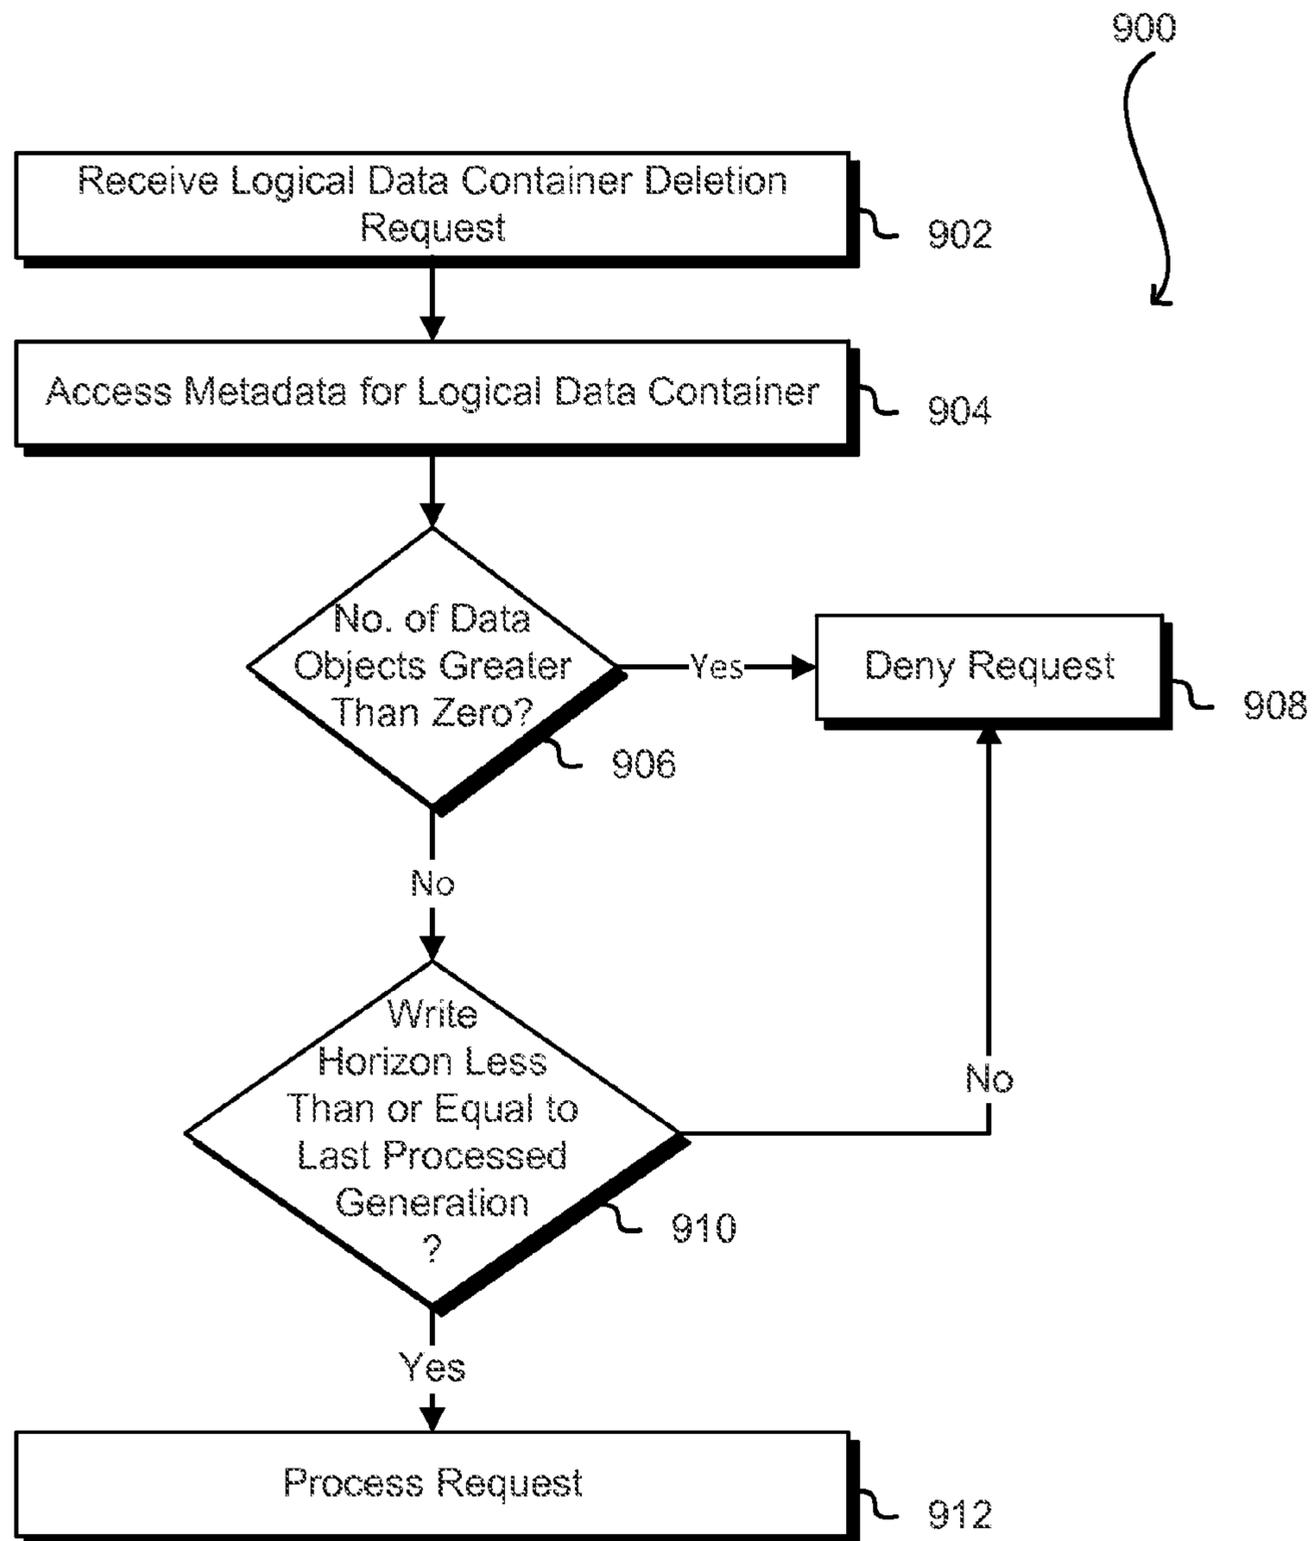 900
Receive Logical Data Container Deletion
Request
902
Access Metadata for Logical Data Container
904
No. of Data
Objects Greater
Than Zero?
906
Yes
Deny Request
908
No
Write
Horizon Less
Than or Equal to
Last Processed
Generation
?
910
No
Yes
Process Request
912